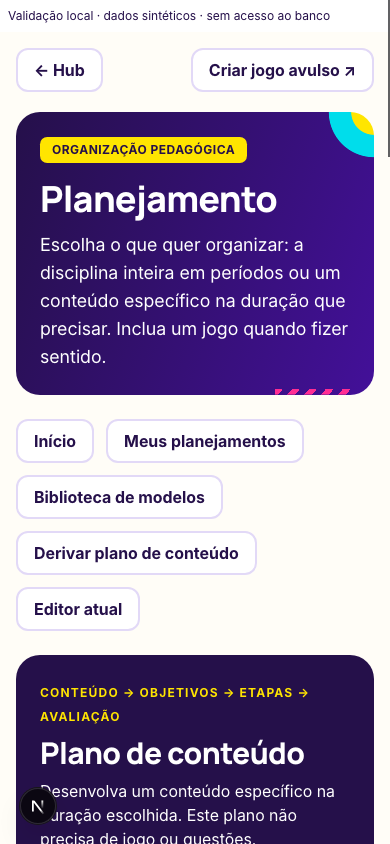 Validação local · dados sintéticos · sem acesso ao banco
← Hub
Criar jogo avulso ↗
ORGANIZAÇÃO PEDAGÓGICA
Planejamento
Escolha o que quer organizar: a
disciplina inteira em períodos ou um
conteúdo específico na duração que
precisar. Inclua um jogo quando fizer
sentido.
Início
Meus planejamentos
Biblioteca de modelos
Derivar plano de conteúdo
Editor atual
CONTEÚDO → OBJETIVOS → ETAPAS →
AVALIAÇÃO
Plano de conteúdo
Desenvolva um conteúdo específico na
duração escolhida. Este plano não
precisa de jogo ou questões.
N